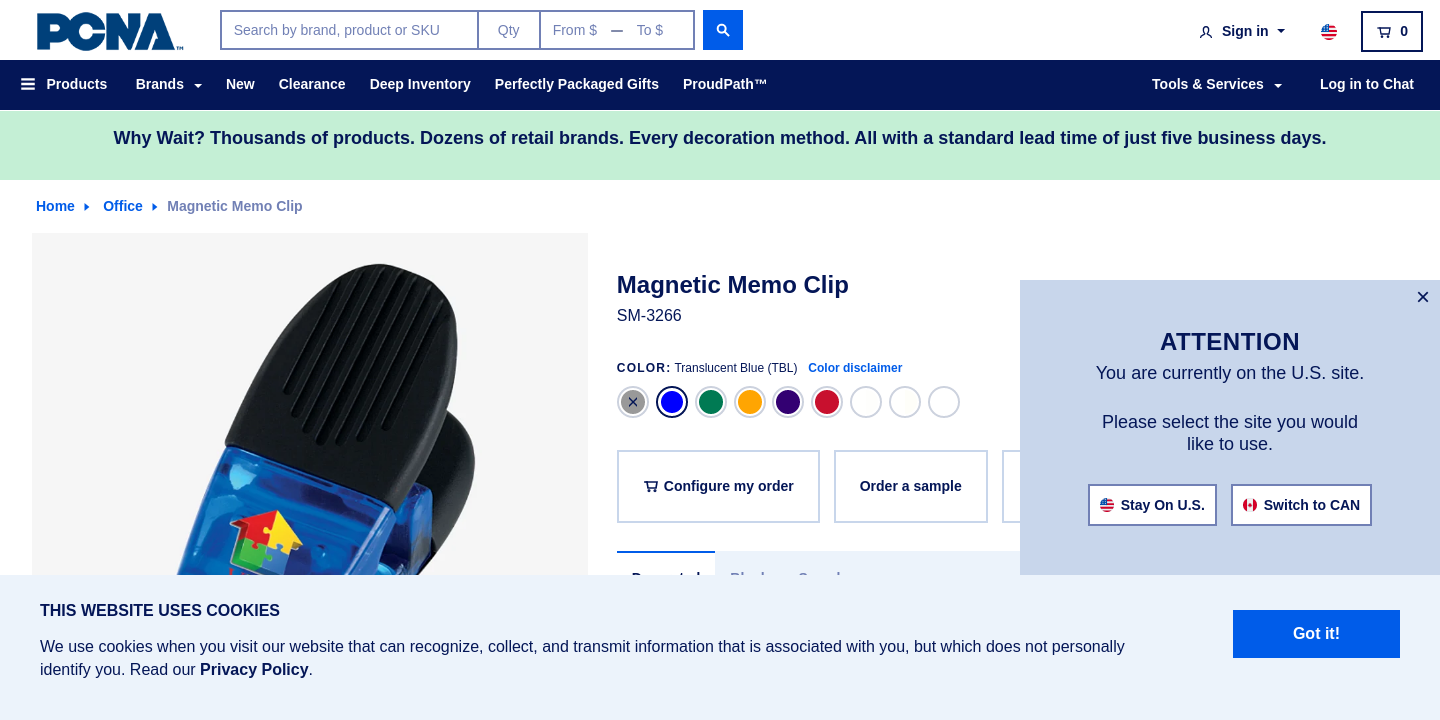 PCNA™
Search by brand, product or SKU
Qty
From $ — To $
Sign in
0
Products
Brands
New
Clearance
Deep Inventory
Perfectly Packaged Gifts
ProudPath™
Tools & Services
Log in to Chat
Why Wait? Thousands of products. Dozens of retail brands. Every decoration method. All with a standard lead time of just five business days.
Home
Office
Magnetic Memo Clip
Magnetic Memo Clip
SM-3266
COLOR: Translucent Blue (TBL) Color disclaimer
Configure my order
Order a sample
×
ATTENTION
You are currently on the U.S. site.
Please select the site you would
like to use.
Stay On U.S.
Switch to CAN
THIS WEBSITE USES COOKIES
We use cookies when you visit our website that can recognize, collect, and transmit information that is associated with you, but which does not personally
identify you. Read our Privacy Policy.
Got it!